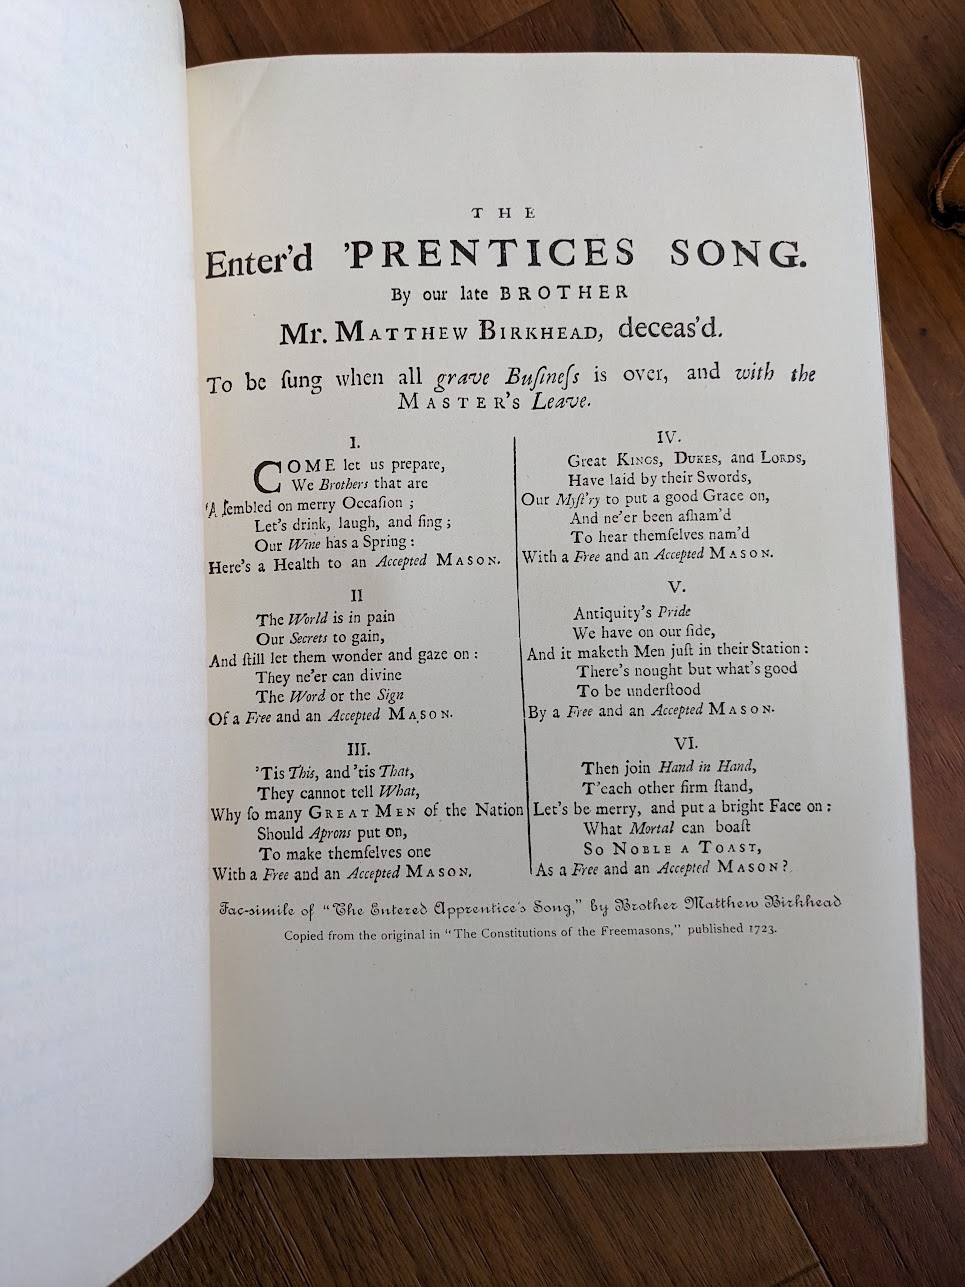 THE
Enter'd 'PRENTICES SONG.
By our late BROTHER
Mr. MATTHEW BIRKHEAD, deceas'd.
To be ſung when all grave Buſineſs is over, and with the
MASTER'S Leave.
I.
COME let us prepare,
We Brothers that are
'Aſſembled on merry Occaſion ;
Let's drink, laugh, and ſing ;
Our Wine has a Spring :
Here's a Health to an Accepted MASON.
II
The World is in pain
Our Secrets to gain,
And ſtill let them wonder and gaze on :
They ne'er can divine
The Word or the Sign
Of a Free and an Accepted MASON.
III.
'Tis This, and 'tis That,
They cannot tell What,
Why ſo many GREAT MEN of the Nation
Should Aprons put on,
To make themſelves one
With a Free and an Accepted MASON.
IV.
Great KINGS, DUKES, and LORDS,
Have laid by their Swords,
Our Myſt'ry to put a good Grace on,
And ne'er been aſham'd
To hear themſelves nam'd
With a Free and an Accepted MASON.
V.
Antiquity's Pride
We have on our ſide,
And it maketh Men juſt in their Station :
There's nought but what's good
To be underſtood
By a Free and an Accepted MASON.
VI.
Then join Hand in Hand,
T'each other firm ſtand,
Let's be merry, and put a bright Face on :
What Mortal can boaſt
SO NOBLE A TOAST,
As a Free and an Accepted MASON?
Fac-simile of "The Entered Apprentice's Song," by Brother Matthew Birkhead
Copied from the original in "The Constitutions of the Freemasons," published 1723.